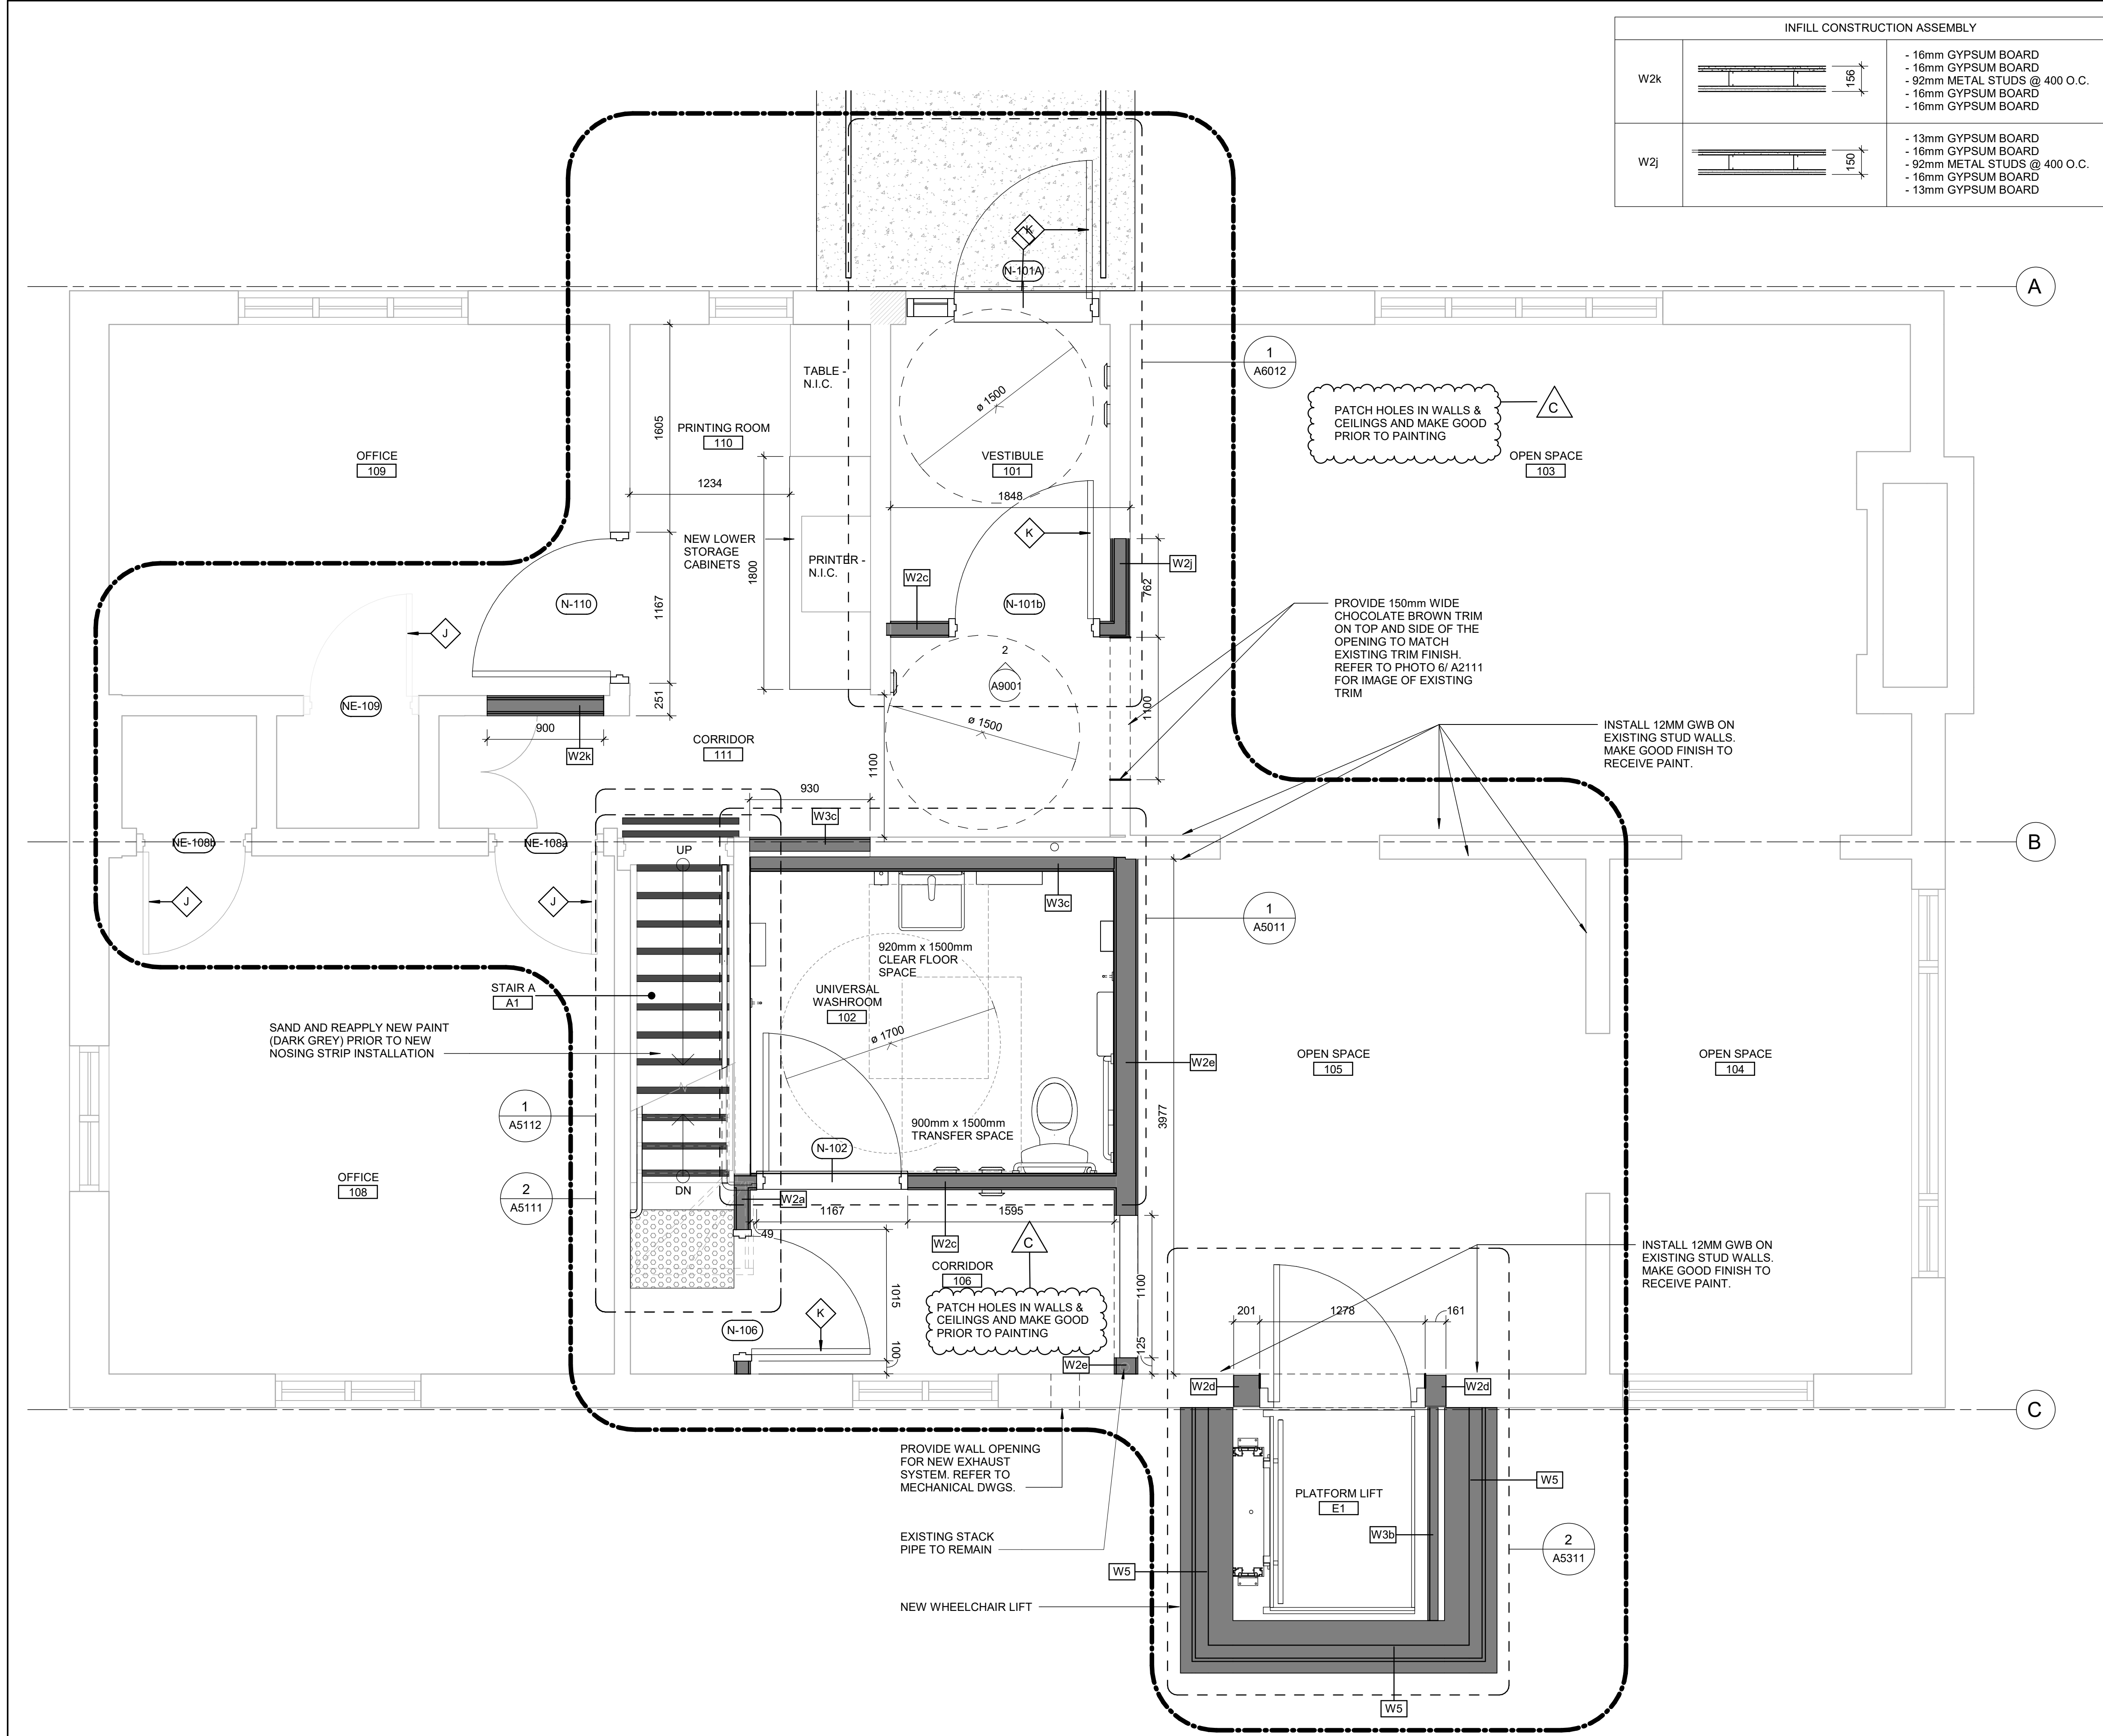 INFILL CONSTRUCTION ASSEMBLY
W2k
156
- 16mm GYPSUM BOARD
- 16mm GYPSUM BOARD
- 92mm METAL STUDS @ 400 O.C.
- 16mm GYPSUM BOARD
- 16mm GYPSUM BOARD
W2j
150
- 13mm GYPSUM BOARD
- 16mm GYPSUM BOARD
- 92mm METAL STUDS @ 400 O.C.
- 16mm GYPSUM BOARD
- 13mm GYPSUM BOARD
K
N-101A
A
1
A6012
TABLE -
N.I.C.
ø 1500
PATCH HOLES IN WALLS &
CEILINGS AND MAKE GOOD
PRIOR TO PAINTING
C
1605
PRINTING ROOM
110
OFFICE
109
VESTIBULE
101
OPEN SPACE
103
1234
1848
NEW LOWER
STORAGE
CABINETS
1800
PRINTER -
N.I.C.
K
W2j
W2c
762
N-110
1167
N-101b
PROVIDE 150mm WIDE
CHOCOLATE BROWN TRIM
ON TOP AND SIDE OF THE
OPENING TO MATCH
EXISTING TRIM FINISH.
REFER TO PHOTO 6/ A2111
FOR IMAGE OF EXISTING
TRIM
J
2
A9001
NE-109
251
1100
900
W2k
ø 1500
INSTALL 12MM GWB ON
EXISTING STUD WALLS.
MAKE GOOD FINISH TO
RECEIVE PAINT.
CORRIDOR
111
1100
930
W3c
NE-108b
NE-108a
UP
B
J
J
W3c
1
A5011
920mm x 1500mm
CLEAR FLOOR
SPACE
STAIR A
A1
UNIVERSAL
WASHROOM
102
SAND AND REAPPLY NEW PAINT
(DARK GREY) PRIOR TO NEW
NOSING STRIP INSTALLATION
ø 1700
OPEN SPACE
105
OPEN SPACE
104
W2e
1
A5112
900mm x 1500mm
TRANSFER SPACE
3977
N-102
OFFICE
108
2
A5111
DN
W2a
1167
1595
49
W2c
C
CORRIDOR
106
INSTALL 12MM GWB ON
EXISTING STUD WALLS.
MAKE GOOD FINISH TO
RECEIVE PAINT.
1015
1100
PATCH HOLES IN WALLS &
CEILINGS AND MAKE GOOD
PRIOR TO PAINTING
K
N-106
100
125
201
1278
161
W2e
W2d
W2d
C
PROVIDE WALL OPENING
FOR NEW EXHAUST
SYSTEM. REFER TO
MECHANICAL DWGS.
W5
PLATFORM LIFT
E1
EXISTING STACK
PIPE TO REMAIN
W3b
2
A5311
W5
NEW WHEELCHAIR LIFT
W5